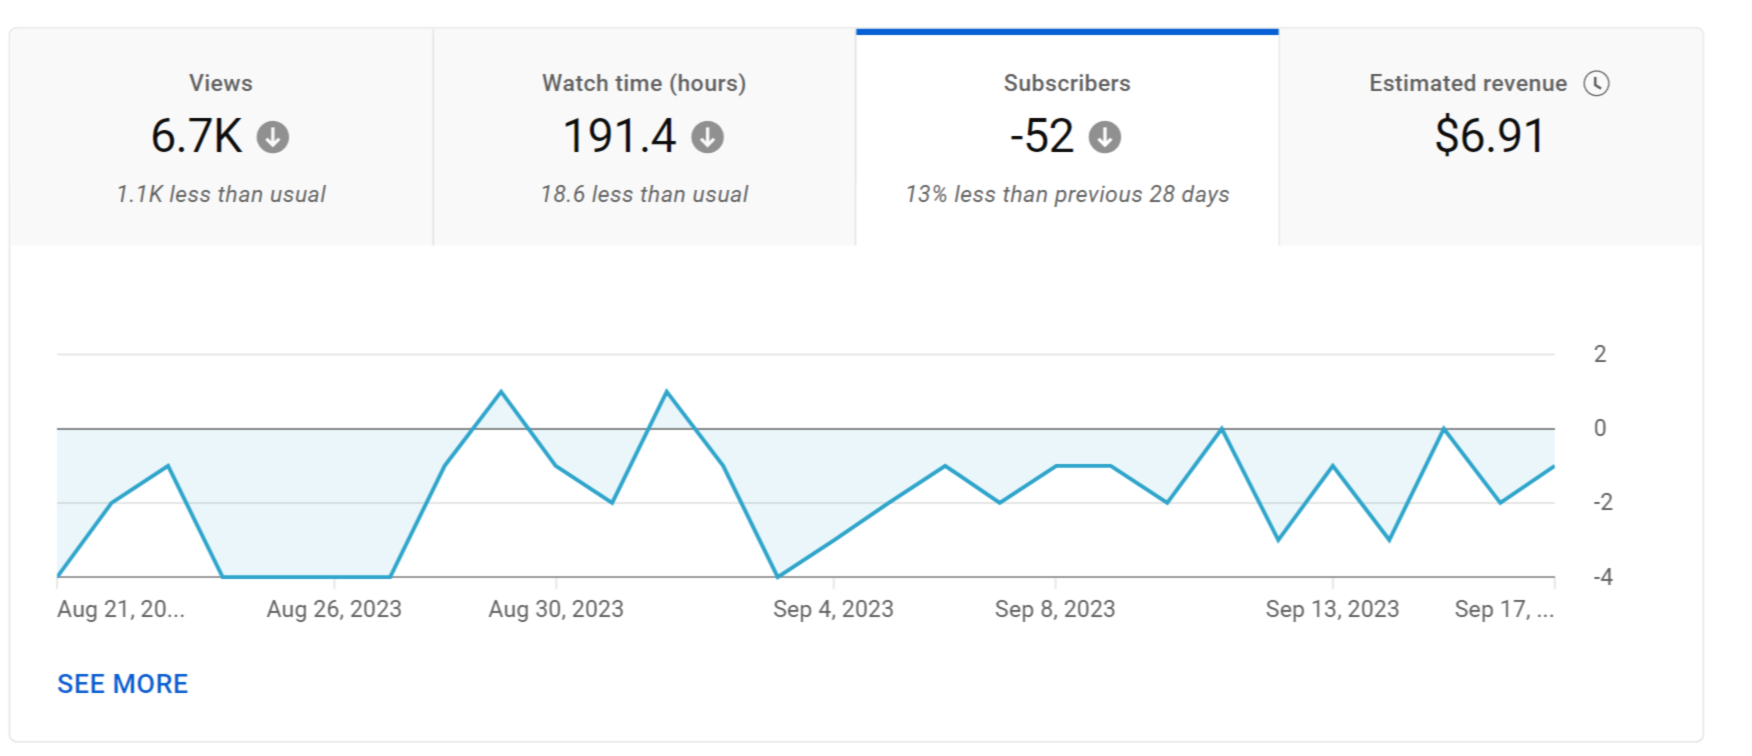 Views
6.7K
1.1K less than usual
Watch time (hours)
191.4
18.6 less than usual
Subscribers
-52
13% less than previous 28 days
Estimated revenue
$6.91
2
0
-2
-4
Aug 21, 20...
Aug 26, 2023
Aug 30, 2023
Sep 4, 2023
Sep 8, 2023
Sep 13, 2023
Sep 17, ...
SEE MORE